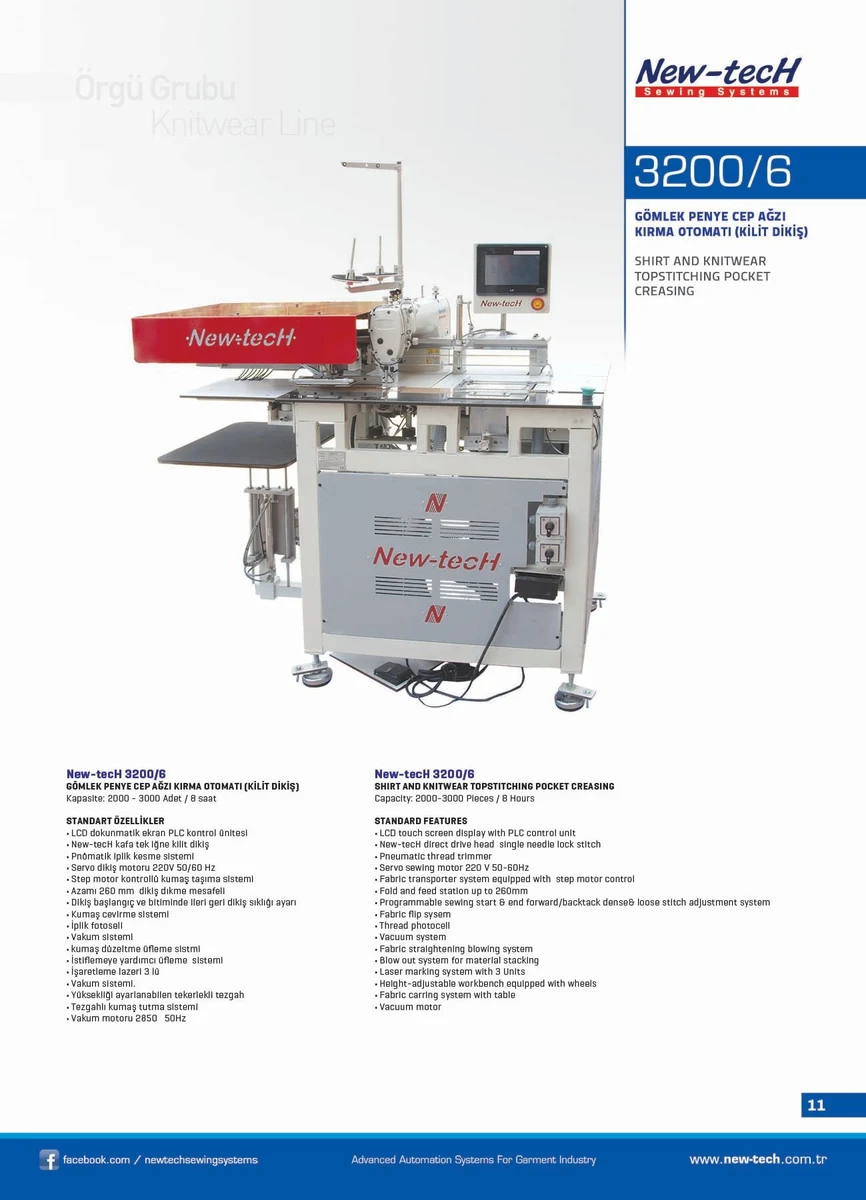 Örgü Grubu
Knitwear Line
New-tecH
Sewing Systems
3200/6
GÖMLEK PENYE CEP AĞZI
KIRMA OTOMATI (KİLİT DİKİŞ)
SHIRT AND KNITWEAR
TOPSTITCHING POCKET
CREASING
New-tecH
New-tecH
N
New-tecH
N
New-tecH 3200/6
GÖMLEK PENYE CEP AĞZI KIRMA OTOMATI (KİLİT DİKİŞ)
Kapasite: 2000 - 3000 Adet / 8 saat
STANDART ÖZELLİKLER
• LCD dokunmatik ekran PLC kontrol ünitesi
• New-tecH kafa tek iğne kilit dikiş
• Pnömatik iplik kesme sistemi
• Servo dikiş motoru 220V 50/60 Hz
• Step motor kontrollü kumaş taşıma sistemi
• Azamı 260 mm dikiş dıkme mesafeli
• Dikiş başlangıç ve bitiminde ileri geri dikiş sıklığı ayarı
• Kumaş cevirme sistemi
• İplik fotoseli
• Vakum sistemi
• kumaş düzeltme üfleme sistmi
• İstiflemeye yardımcı üfleme sistemi
• İşaretleme lazeri 3 lü
• Vakum sistemi.
• Yüksekliği ayarlanabilen tekerlekli tezgah
• Tezgahlı kumaş tutma sistemi
• Vakum motoru 2850 50Hz
New-tecH 3200/6
SHIRT AND KNITWEAR TOPSTITCHING POCKET CREASING
Capacity: 2000-3000 Pieces / 8 Hours
STANDARD FEATURES
• LCD touch screen display with PLC control unit
• New-tecH direct drive head single needle lock stitch
• Pneumatic thread trimmer
• Servo sewing motor 220 V 50-60Hz
• Fabric transporter system equipped with step motor control
• Fold and feed station up to 260mm
• Programmable sewing start & end forward/backtack dense& loose stitch adjustment system
• Fabric flip sysem
• Thread photocell
• Vacuum system
• Fabric straightening blowing system
• Blow out system for material stacking
• Laser marking system with 3 Units
• Height-adjustable workbench equipped with wheels
• Fabric carring system with table
• Vacuum motor
11
facebook.com / newtechsewingsystems
Advanced Automation Systems For Garment Industry
www.new-tech.com.tr